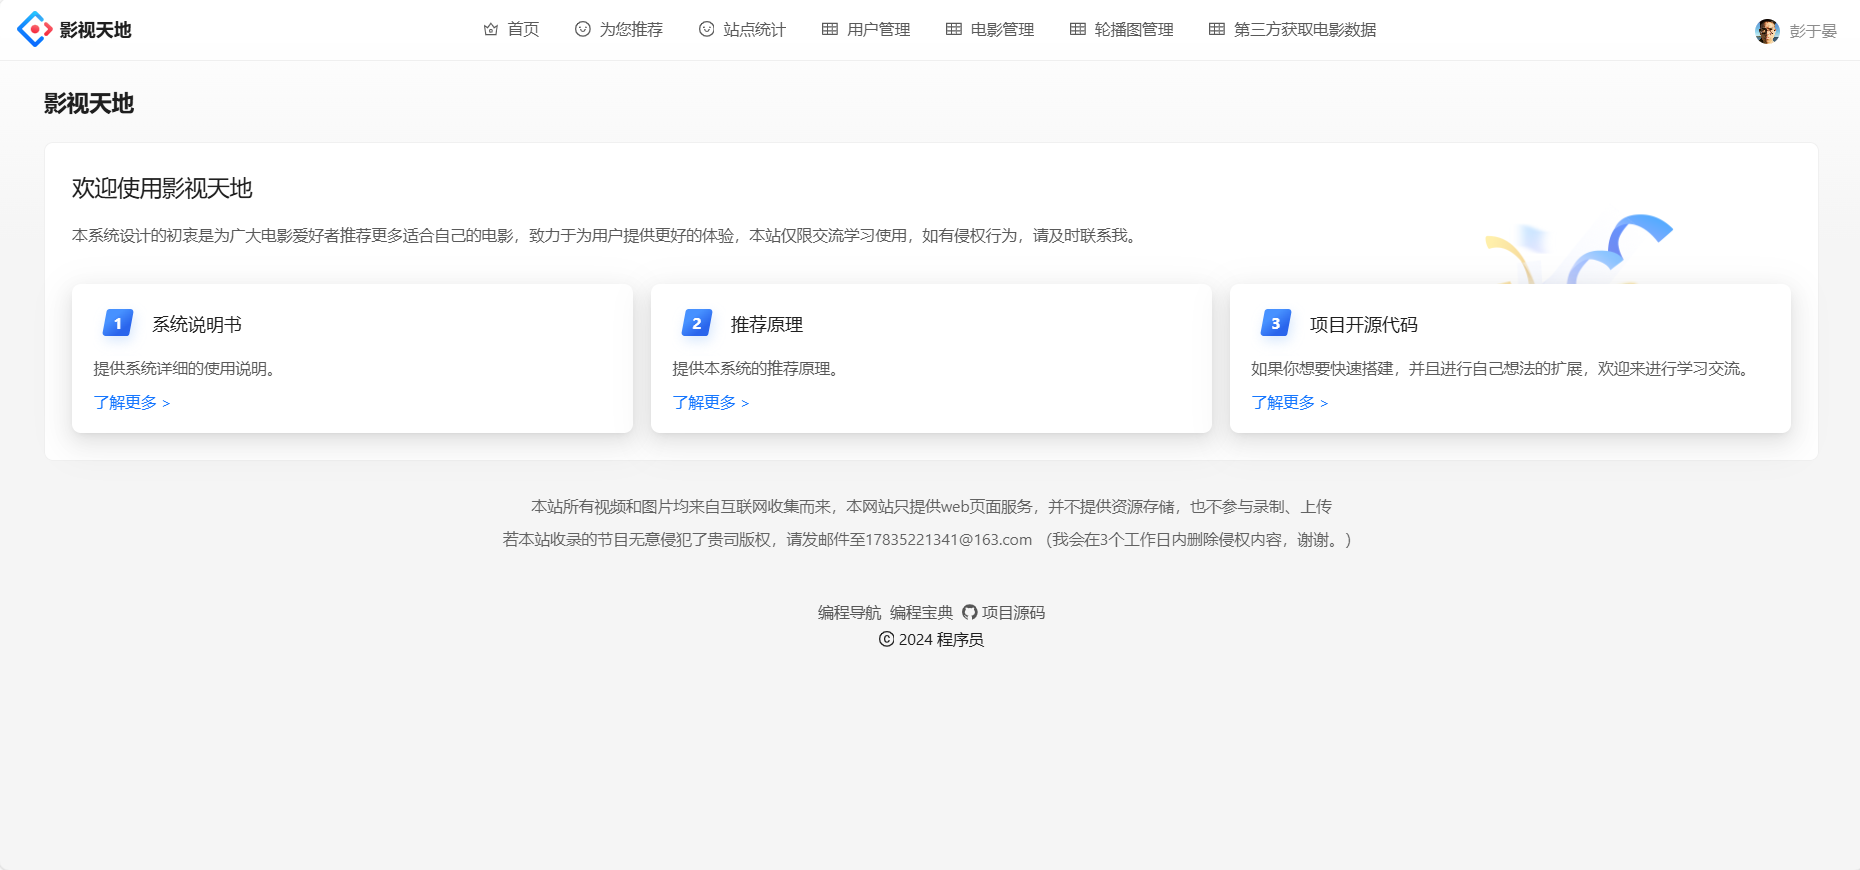 影视天地
首页
为您推荐
站点统计
用户管理
电影管理
轮播图管理
第三方获取电影数据
彭于晏
影视天地
欢迎使用影视天地
本系统设计的初衷是为广大电影爱好者推荐更多适合自己的电影，致力于为用户提供更好的体验，本站仅限交流学习使用，如有侵权行为，请及时联系我。
1 系统说明书
提供系统详细的使用说明。
了解更多 >
2 推荐原理
提供本系统的推荐原理。
了解更多 >
3 项目开源代码
如果你想要快速搭建，并且进行自己想法的扩展，欢迎来进行学习交流。
了解更多 >
本站所有视频和图片均来自互联网收集而来，本网站只提供web页面服务，并不提供资源存储，也不参与录制、上传
若本站收录的节目无意侵犯了贵司版权，请发邮件至17835221341@163.com （我会在3个工作日内删除侵权内容，谢谢。）
编程导航 编程宝典 项目源码
© 2024 程序员